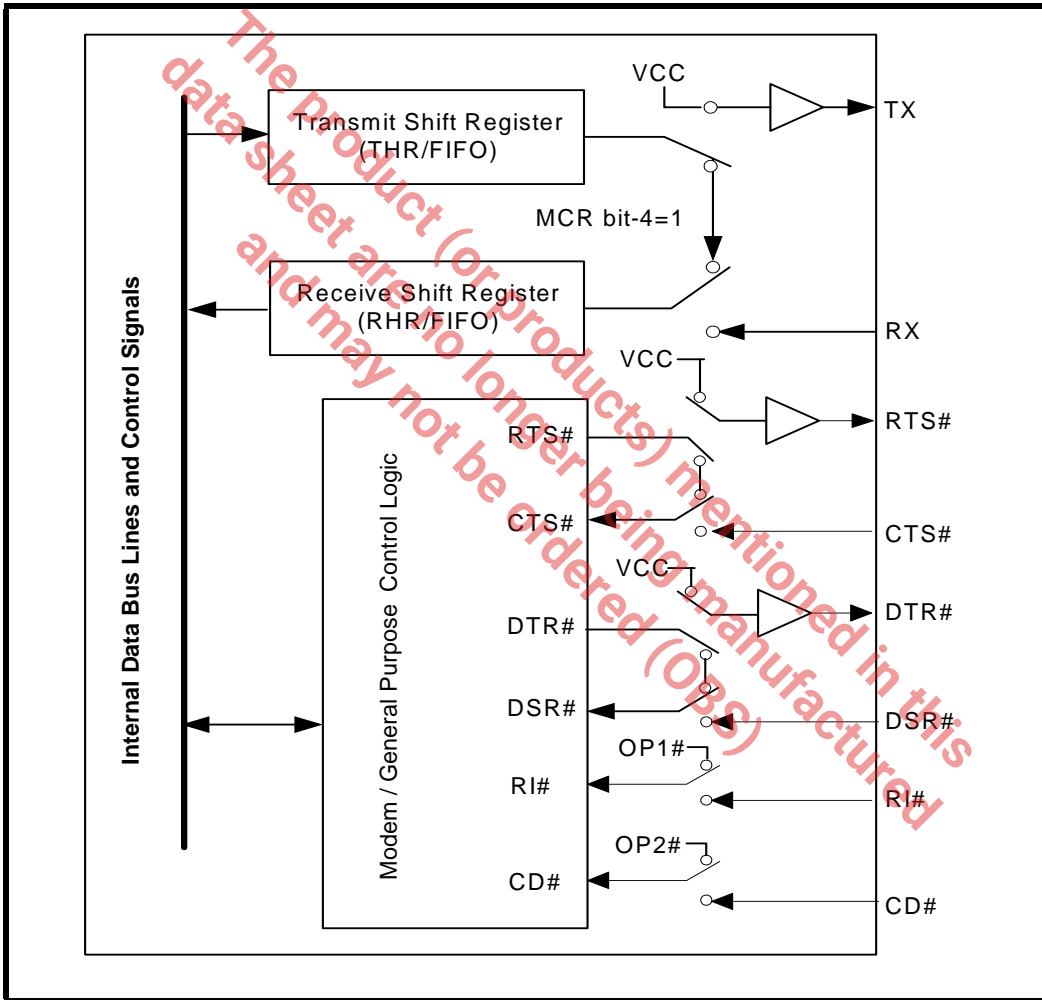 VCC
TX
Transmit Shift Register
(THR/FIFO)
MCR bit-4=1
Receive Shift Register
(RHR/FIFO)
RX
VCC
RTS#
RTS#
CTS#
CTS#
VCC
DTR#
DTR#
DSR#
DSR#
OP1#
RI#
RI#
OP2#
CD#
CD#
Internal Data Bus Lines and Control Signals
Modem / General Purpose Control Logic
The product (or products) mentioned in this
data sheet are no longer being manufactured
and may not be ordered (OBS)